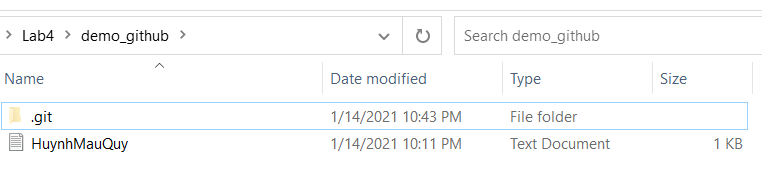 Lab4 demo_github Search demo_github
Name Date modified Type Size
.git 1/14/2021 10:43 PM File folder
HuynhMauQuy 1/14/2021 10:11 PM Text Document 1 KB